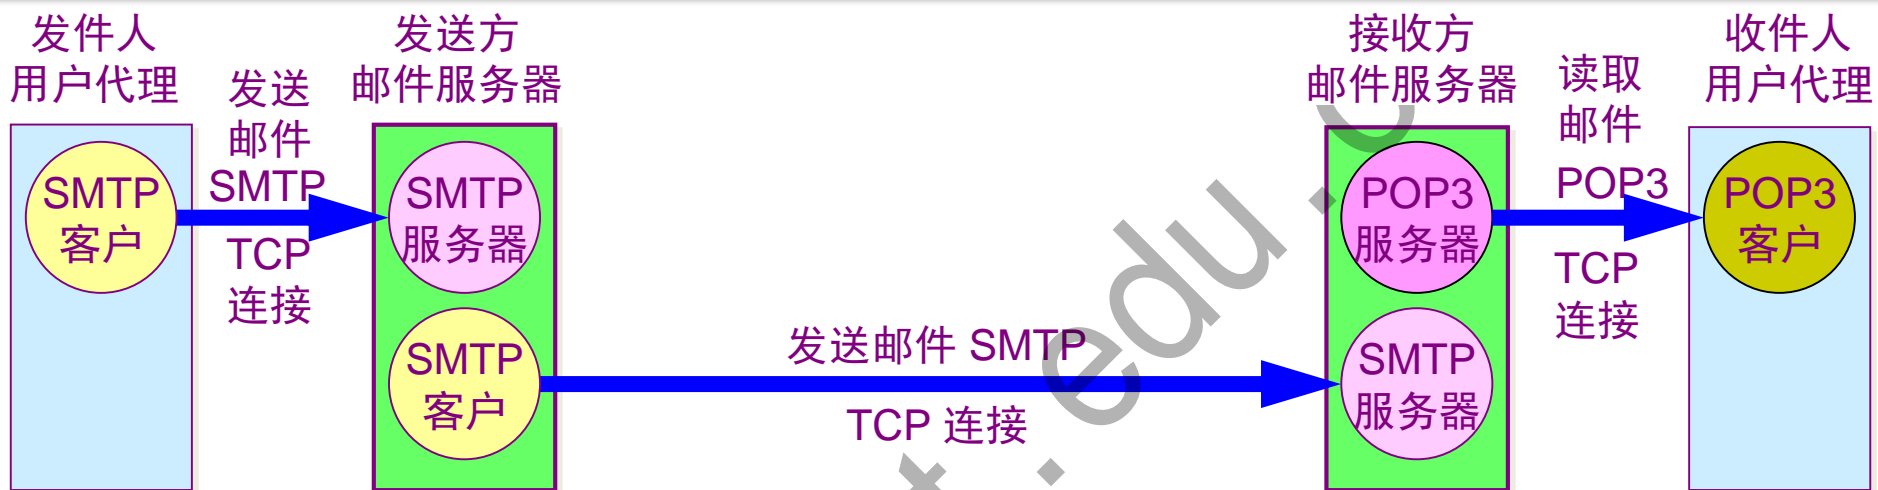 发件人
用户代理
发送
邮件
SMTP
TCP
连接
SMTP
客户
发送方
邮件服务器
SMTP
服务器
SMTP
客户
发送邮件 SMTP
TCP 连接
接收方
邮件服务器
POP3
服务器
SMTP
服务器
读取
邮件
POP3
TCP
连接
收件人
用户代理
POP3
客户
.edu.c